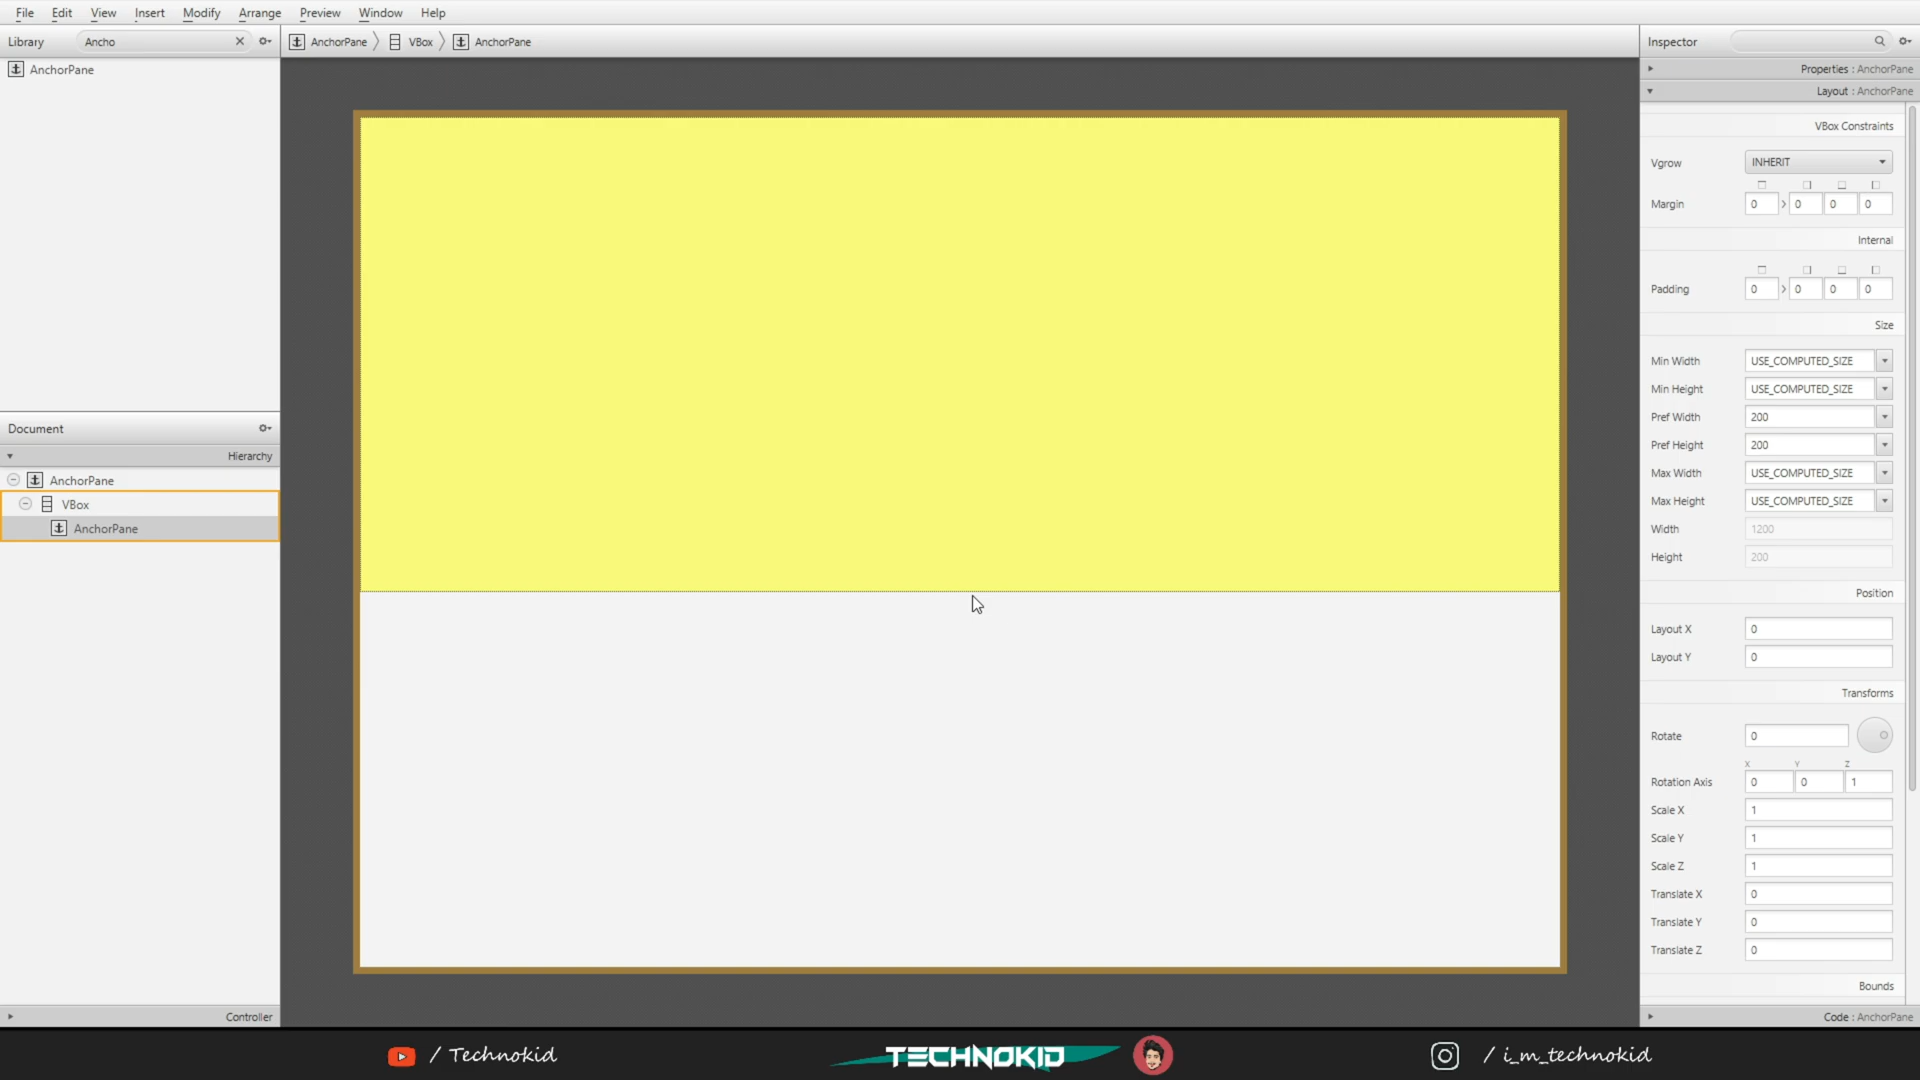 File Edit View Insert Modify Arrange Preview Window Help
Library Ancho
AnchorPane VBox AnchorPane
Inspector
AnchorPane
Properties : AnchorPane
Layout : AnchorPane
VBox Constraints
Vgrow INHERIT
Margin 0 0 0 0
Internal
Padding 0 0 0 0
Size
Min Width USE_COMPUTED_SIZE
Min Height USE_COMPUTED_SIZE
Pref Width 200
Pref Height 200
Max Width USE_COMPUTED_SIZE
Max Height USE_COMPUTED_SIZE
Width 1200
Height 200
Position
Layout X 0
Layout Y 0
Transforms
Rotate 0
X Y Z
Rotation Axis 0 0 1
Scale X 1
Scale Y 1
Scale Z 1
Translate X 0
Translate Y 0
Translate Z 0
Bounds
Code : AnchorPane
Document
Hierarchy
AnchorPane
VBox
AnchorPane
Controller
/ Technokid
TECHNOKID
/ i_m_technokid